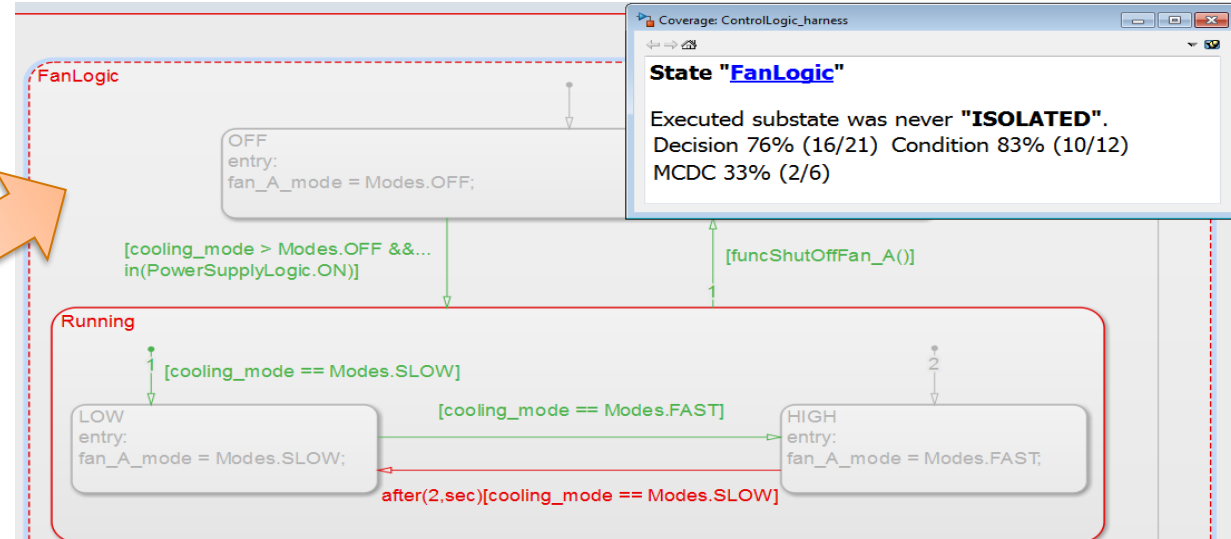 Coverage: ControlLogic_harness
State "FanLogic"
Executed substate was never "ISOLATED".
Decision 76% (16/21) Condition 83% (10/12)
MCDC 33% (2/6)
FanLogic
OFF
entry:
fan_A_mode = Modes.OFF;
[cooling_mode > Modes.OFF &&...
in(PowerSupplyLogic.ON)]
[funcShutOffFan_A()]
1
Running
1
[cooling_mode == Modes.SLOW]
2
LOW
entry:
fan_A_mode = Modes.SLOW;
[cooling_mode == Modes.FAST]
HIGH
entry:
fan_A_mode = Modes.FAST;
after(2,sec)[cooling_mode == Modes.SLOW]